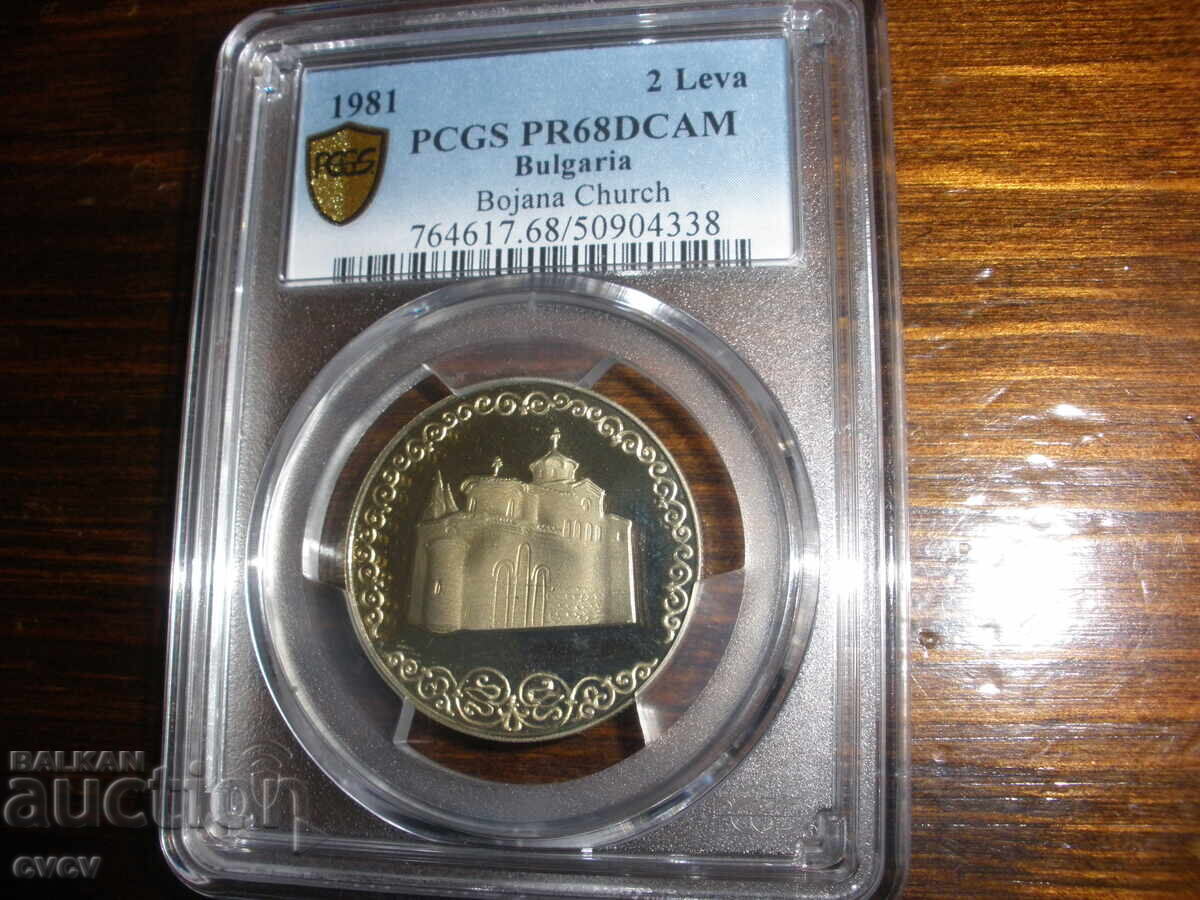 1981 2 Leva
PCGS PCGS PR68DCAM
Bulgaria
Bojana Church
764617.68/50904338
BALKAN
auction
cvcv